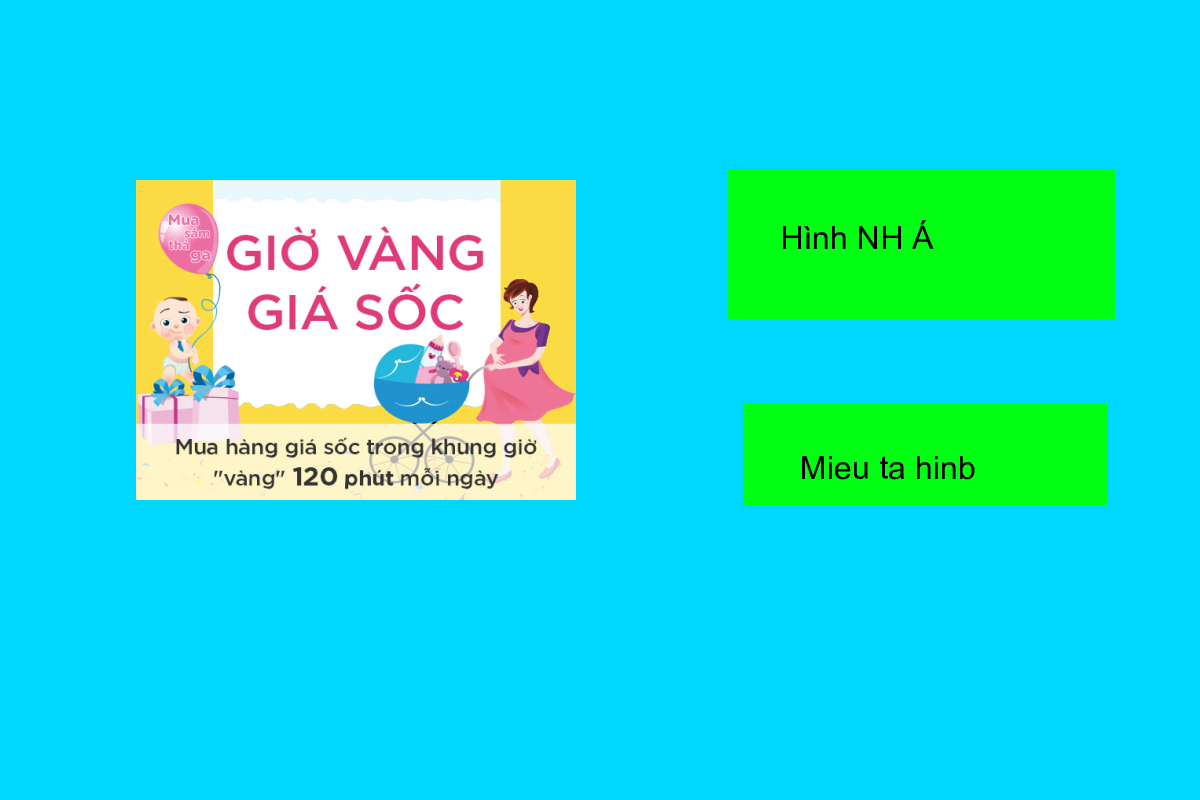 Mua
sắm
thả
ga
GIỜ VÀNG
GIÁ SỐC
Mua hàng giá sốc trong khung giờ
"vàng" 120 phút mỗi ngày
Hình NH Á
Mieu ta hinb